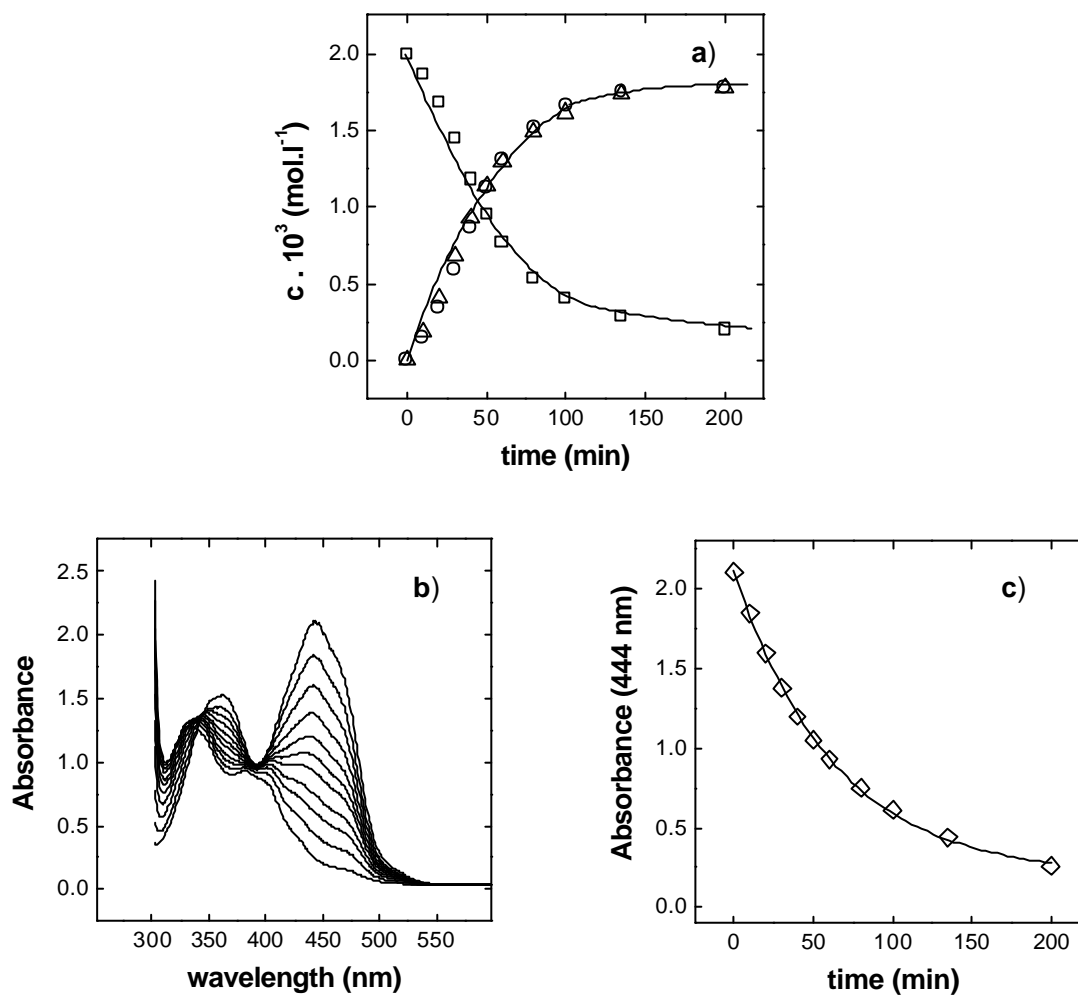 a)
2.0
1.5
1.0
0.5
0.0
c . 10³ (mol.l⁻¹)
0 50 100 150 200
time (min)
b)
2.5
2.0
1.5
1.0
0.5
0.0
Absorbance
300 350 400 450 500 550
wavelength (nm)
c)
2.0
1.5
1.0
0.5
0.0
Absorbance (444 nm)
0 50 100 150 200
time (min)